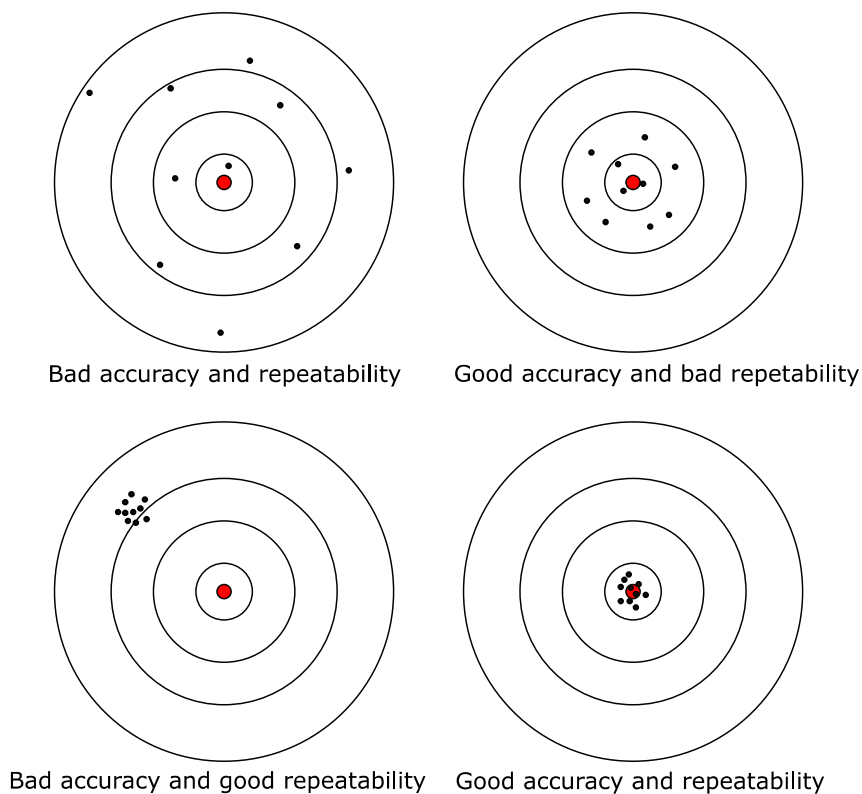 Bad accuracy and repeatability
Good accuracy and bad repetability
Bad accuracy and good repeatability
Good accuracy and repeatability